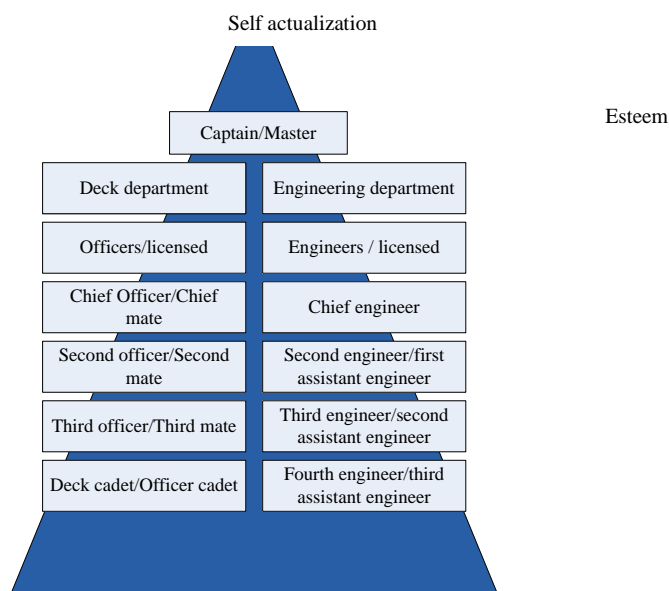 Self actualization
Esteem
Captain/Master
Deck department
Engineering department
Officers/licensed
Engineers / licensed
Chief Officer/Chief
mate
Chief engineer
Second officer/Second
mate
Second engineer/first
assistant engineer
Third officer/Third mate
Third engineer/second
assistant engineer
Deck cadet/Officer cadet
Fourth engineer/third
assistant engineer